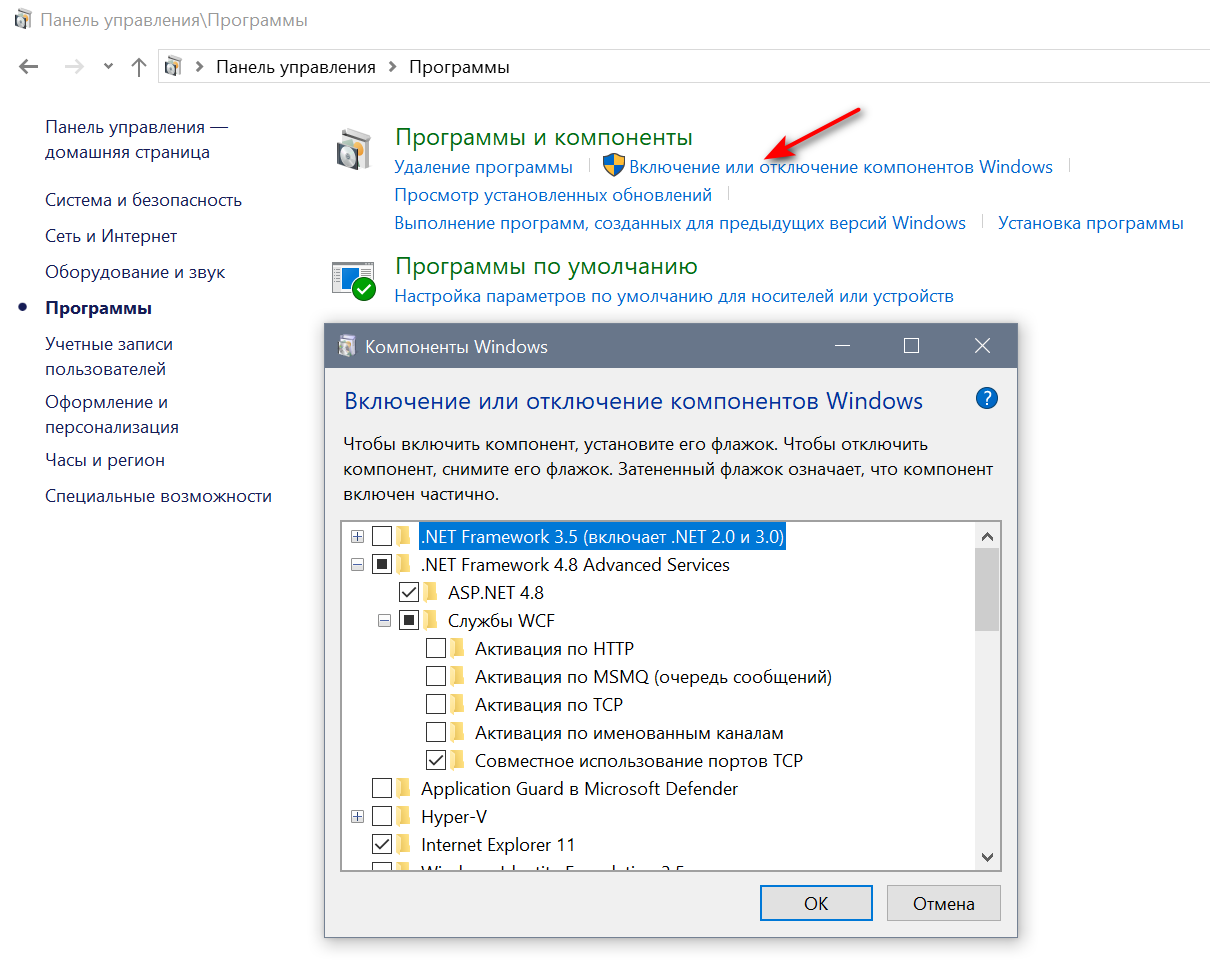 Панель управления\Программы
Панель управления > Программы
Панель управления —
домашняя страница
Система и безопасность
Сеть и Интернет
Оборудование и звук
Программы
Учетные записи
пользователей
Оформление и
персонализация
Часы и регион
Специальные возможности
Программы и компоненты
Удаление программы
Включение или отключение компонентов Windows
Просмотр установленных обновлений
Выполнение программ, созданных для предыдущих версий Windows
Установка программы
Программы по умолчанию
Настройка параметров по умолчанию для носителей или устройств
Компоненты Windows
Включение или отключение компонентов Windows
?
Чтобы включить компонент, установите его флажок. Чтобы отключить
компонент, снимите его флажок. Затененный флажок означает, что компонент
включен частично.
.NET Framework 3.5 (включает .NET 2.0 и 3.0)
.NET Framework 4.8 Advanced Services
ASP.NET 4.8
Службы WCF
Активация по HTTP
Активация по MSMQ (очередь сообщений)
Активация по TCP
Активация по именованным каналам
Совместное использование портов TCP
Application Guard в Microsoft Defender
Hyper-V
Internet Explorer 11
ОК
Отмена